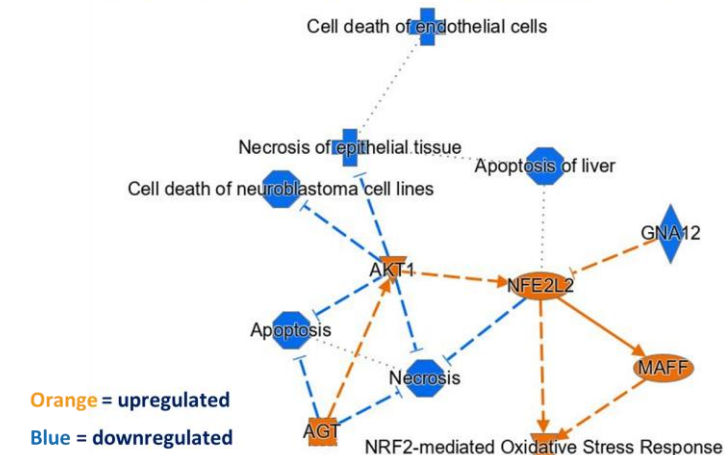 Cell death of endothelial cells
Necrosis of epithelial tissue
Apoptosis of liver
Cell death of neuroblastoma cell lines
GNA12
AKT1
NFE2L2
Apoptosis
MAFF
Necrosis
Orange = upregulated
AGT
Blue = downregulated
NRF2-mediated Oxidative Stress Response